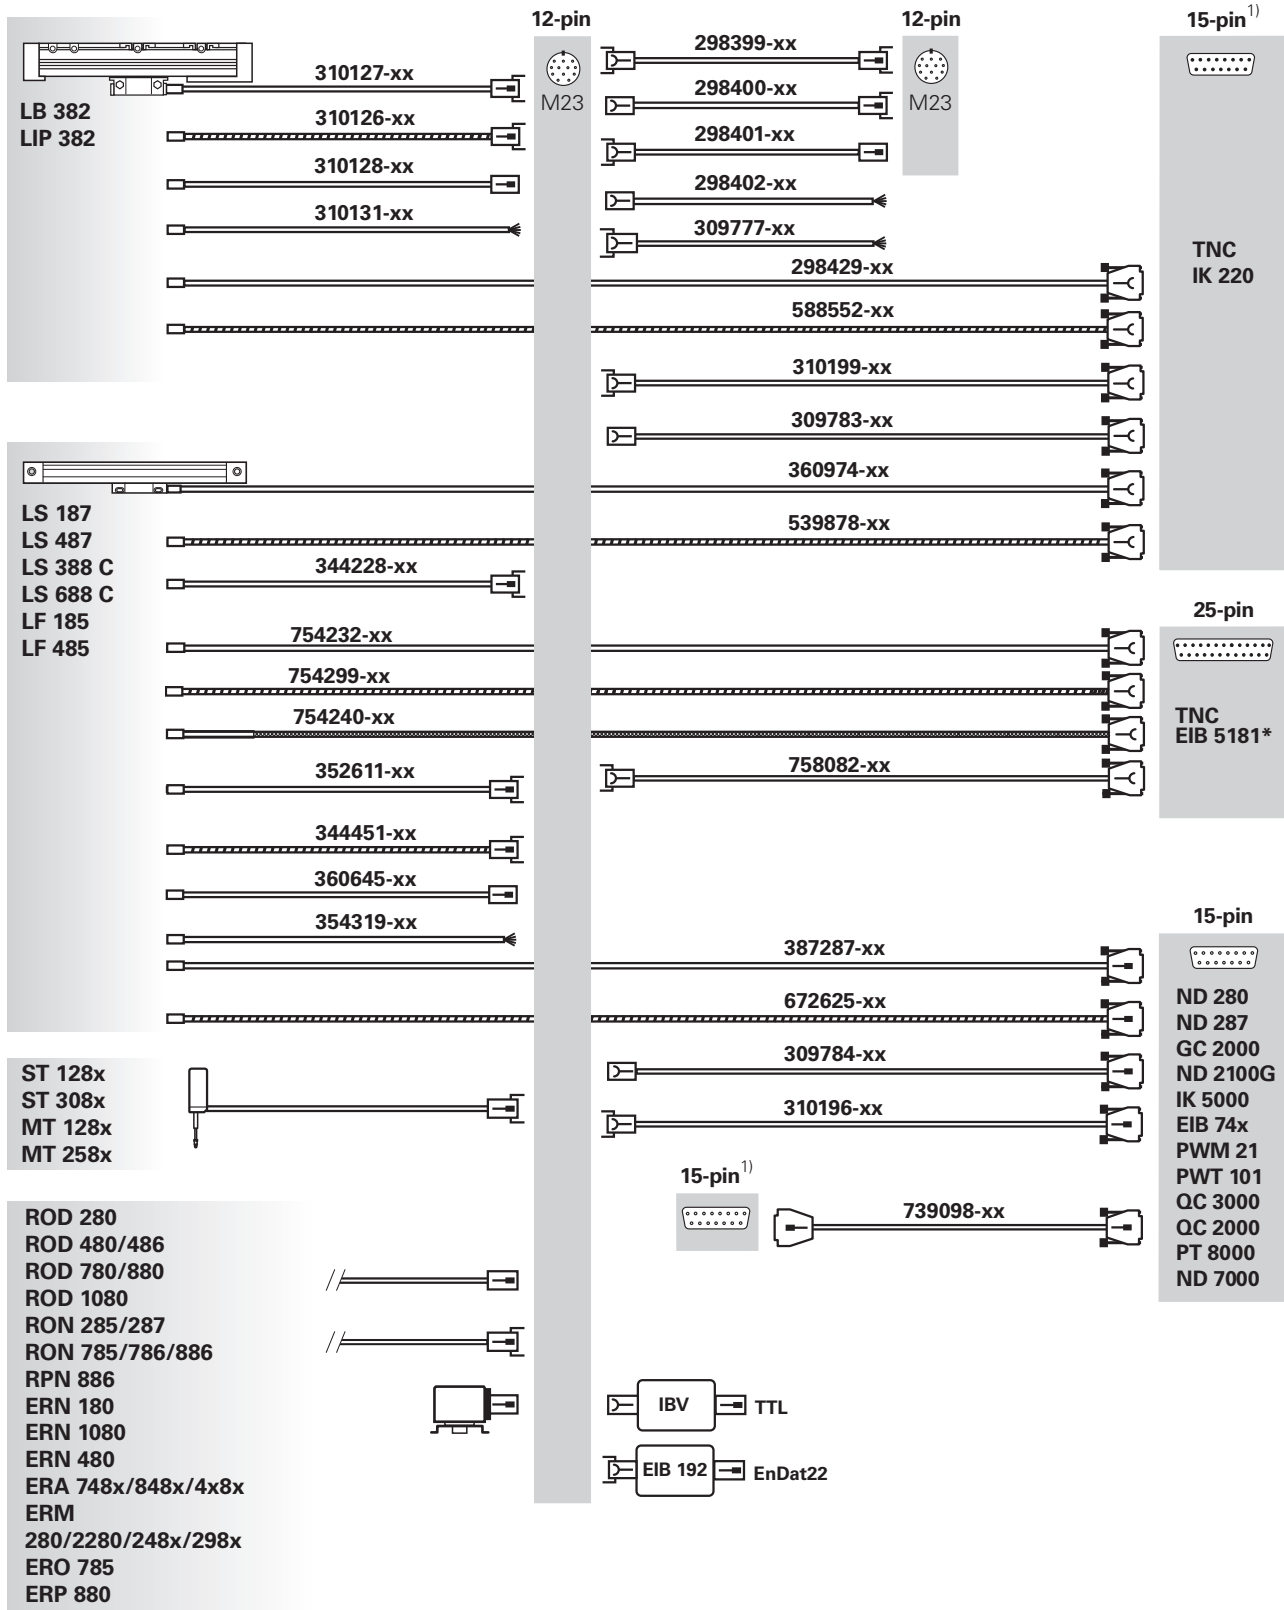 12-pin
12-pin
15-pin1)
M23
M23
LB 382
LIP 382
310127-xx
310126-xx
310128-xx
310131-xx
298399-xx
298400-xx
298401-xx
298402-xx
309777-xx
298429-xx
588552-xx
310199-xx
309783-xx
TNC
IK 220
LS 187
LS 487
LS 388 C
LS 688 C
LF 185
LF 485
360974-xx
539878-xx
344228-xx
754232-xx
754299-xx
754240-xx
352611-xx
758082-xx
344451-xx
360645-xx
354319-xx
25-pin
TNC
EIB 5181*
387287-xx
672625-xx
309784-xx
310196-xx
15-pin
ND 280
ND 287
GC 2000
ND 2100G
IK 5000
EIB 74x
PWM 21
PWT 101
QC 3000
QC 2000
PT 8000
ND 7000
ST 128x
ST 308x
MT 128x
MT 258x
15-pin1)
739098-xx
ROD 280
ROD 480/486
ROD 780/880
ROD 1080
RON 285/287
RON 785/786/886
RPN 886
ERN 180
ERN 1080
ERN 480
ERA 748x/848x/4x8x
ERM
280/2280/248x/298x
ERO 785
ERP 880
IBV
TTL
EIB 192
EnDat22